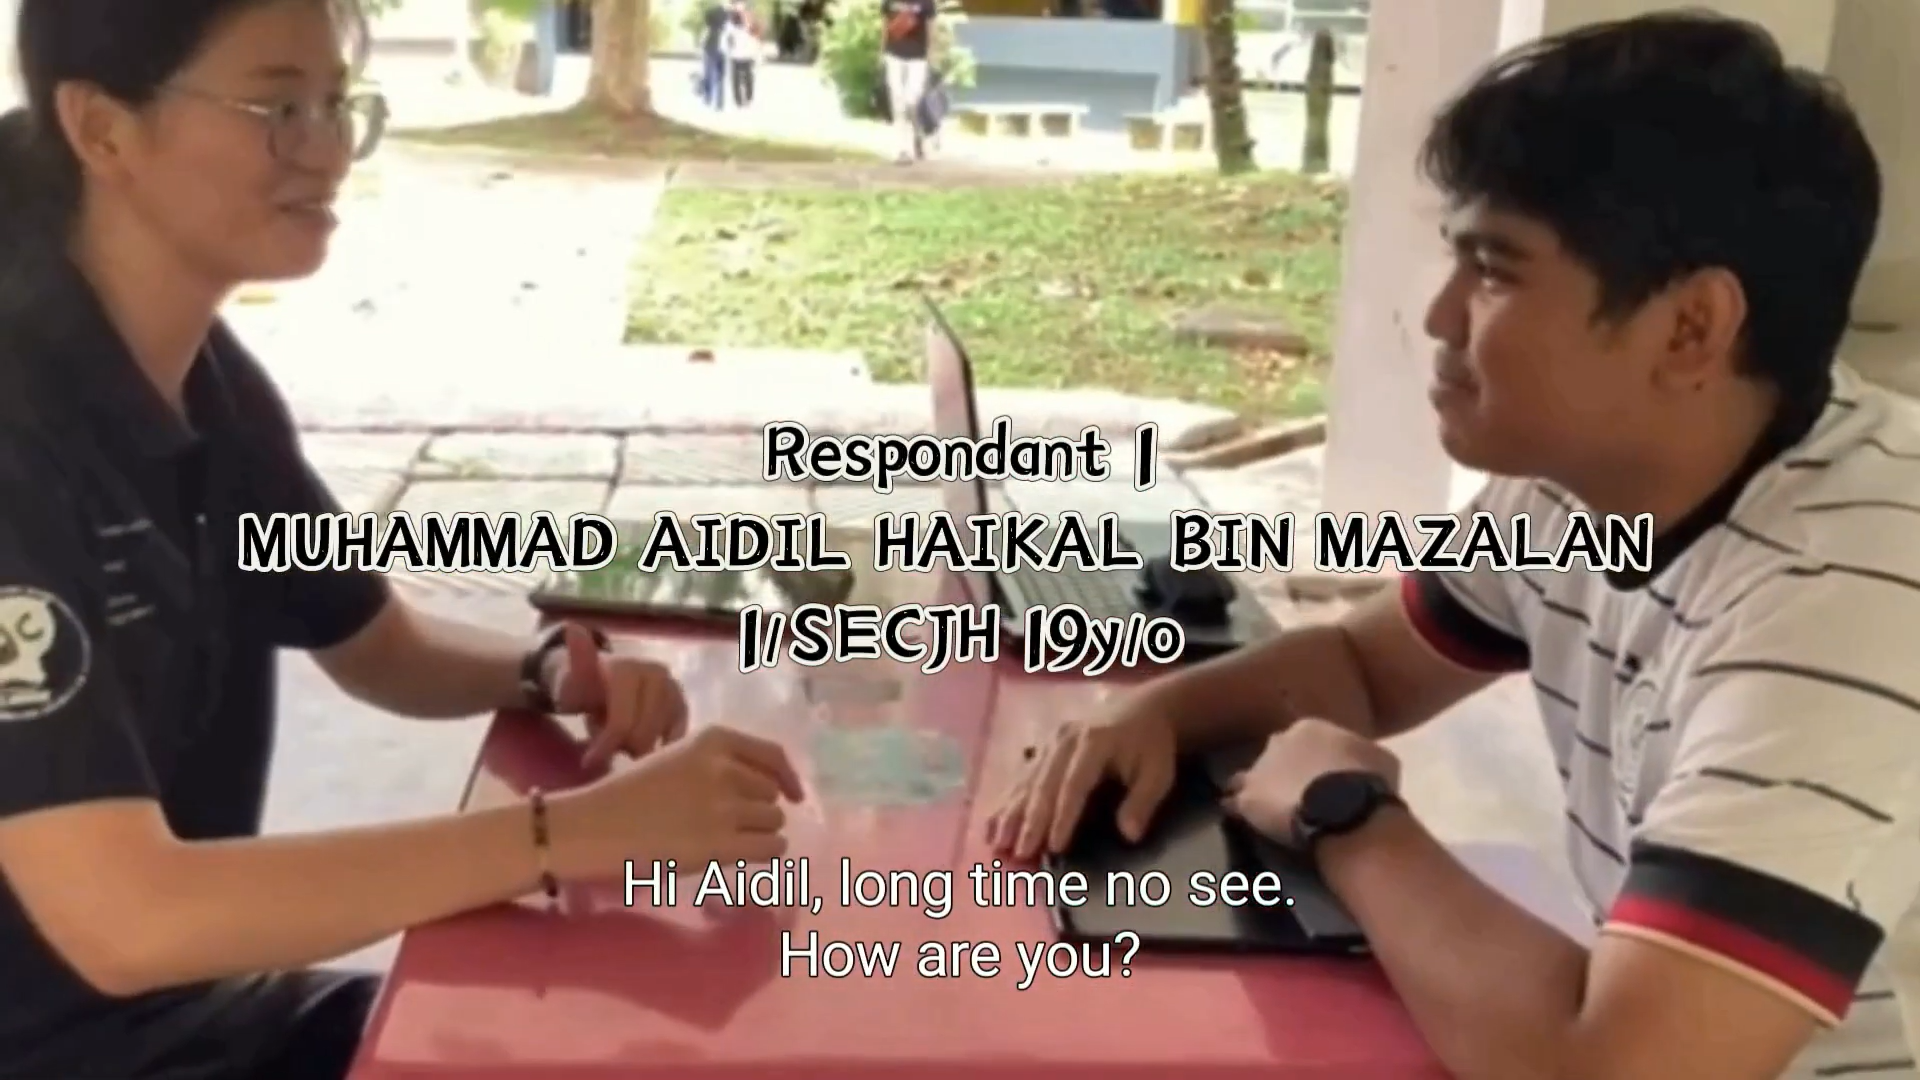 Respondant 1
MUHAMMAD AIDIL HAIKAL BIN MAZALAN
1/SECJH 19y/o
Hi Aidil, long time no see.
How are you?